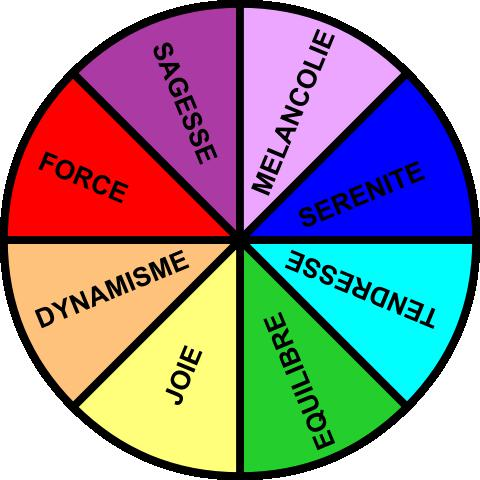 MELANCOLIE
SERENITE
TENDRESSE
EQUILIBRE
JOIE
DYNAMISME
FORCE
SAGESSE